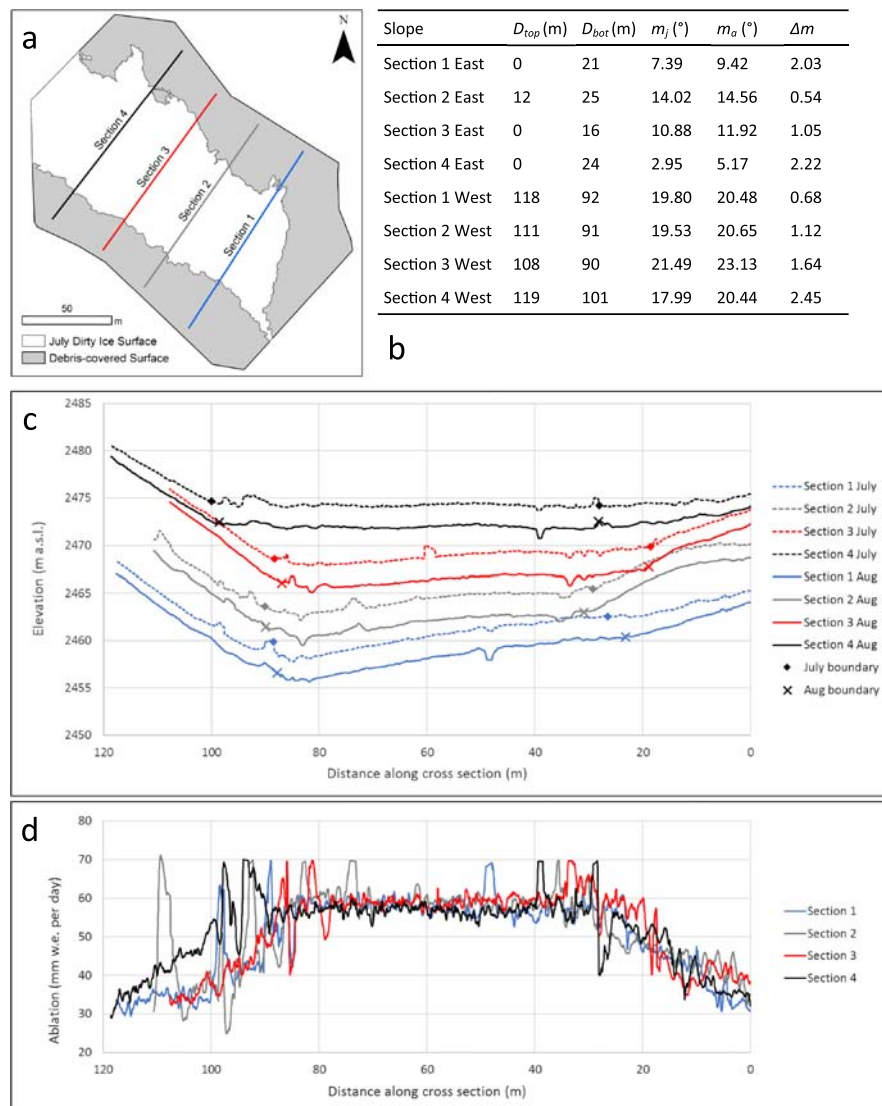 a
N
Section 4
Section 3
Section 2
Section 1
50
m
July Dirty Ice Surface
Debris-covered Surface
Slope D_top (m) D_bot (m) m_j (°) m_a (°) Δm
Section 1 East 0 21 7.39 9.42 2.03
Section 2 East 12 25 14.02 14.56 0.54
Section 3 East 0 16 10.88 11.92 1.05
Section 4 East 0 24 2.95 5.17 2.22
Section 1 West 118 92 19.80 20.48 0.68
Section 2 West 111 91 19.53 20.65 1.12
Section 3 West 108 90 21.49 23.13 1.64
Section 4 West 119 101 17.99 20.44 2.45
b
c
2485
2480
2475
2470
2465
2460
2455
2450
Elevation (m a.s.l.)
120 100 80 60 40 20 0
Distance along cross section (m)
Section 1 July
Section 2 July
Section 3 July
Section 4 July
Section 1 Aug
Section 2 Aug
Section 3 Aug
Section 4 Aug
July boundary
Aug boundary
d
80
70
60
50
40
30
20
Ablation (mm w.e. per day)
120 100 80 60 40 20 0
Distance along cross section (m)
Section 1
Section 2
Section 3
Section 4